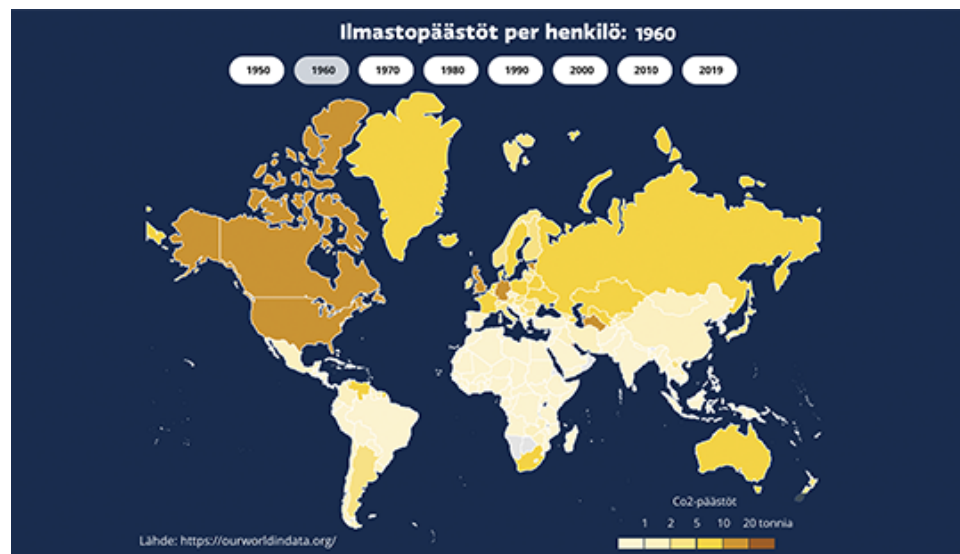 Ilmastopäästöt per henkilö: 1960
1950 1960 1970 1980 1990 2000 2010 2019
Co2-päästöt
1 2 5 10 20 tonnia
Lähde: https://ourworldindata.org/